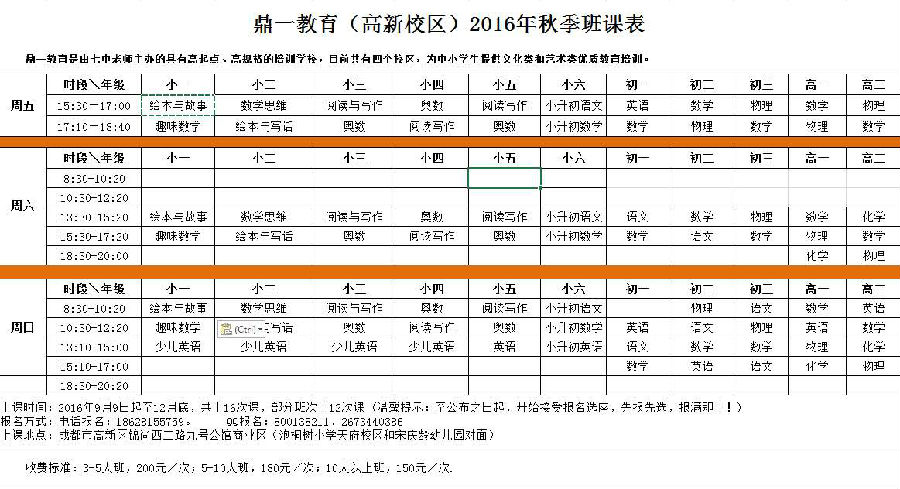 鼎一教育（高新校区）2016年秋季班课表
鼎一教育是由七中老师主办的具有高起点、高规格的培训学校，目前共有四个校区，为中小学生提供文化类和艺术类优质教育培训。
时段＼年级 小一 小二 小三 小四 小五 小六 初一 初二 初三 高一 高二
周五
15:30—17:00 绘本与故事 数学思维 阅读与写作 奥数 阅读写作 小升初语文 英语 数学 物理 数学 物理
17:10—18:40 趣味数学 绘本与写话 奥数 阅读写作 奥数 小升初数学 数学 物理 数学 物理 数学
时段＼年级 小一 小二 小三 小四 小五 小六 初一 初二 初三 高一 高二
周六
8:30-10:20
10:30-12:20
13:30-15:20 绘本与故事 数学思维 阅读与写作 奥数 阅读写作 小升初语文 语文 数学 物理 数学 化学
15:30-17:20 趣味数学 绘本与写话 奥数 阅读写作 奥数 小升初数学 数学 语文 数学 物理 数学
18:30-20:00 化学 物理
时段＼年级 小一 小二 小三 小四 小五 小六 初一 初二 初三 高一 高二
周日
8:30-10:20 绘本与故事 数学思维 阅读与写作 奥数 阅读写作 小升初语文 物理 语文 数学 英语
10:30-12:20 趣味数学 (Ctrl) 写话 奥数 阅读写作 奥数 小升初数学 英语 语文 物理 英语 数学
13:10-15:00 少儿英语 少儿英语 少儿英语 少儿英语 英语 小升初英语 语文 数学 数学 物理 化学
15:10-17:00 数学 英语 语文 化学 物理
18:30-20:20
上课时间：2016年9月9日起至12月底，共上16次课，部分班次 12次课（温馨提示：至公布之日起，开始接受报名选座，先报先选，报满即 ！）
报名方式：电话报名： QQ报名：
上课地点：成都市高新区锦尚西二路九号公馆商业区（泡桐树小学天府校区和宋庆龄幼儿园对面）
收费标准：3-5人班，200元／次；5-10人班，180元／次；10人以上班，150元／次.